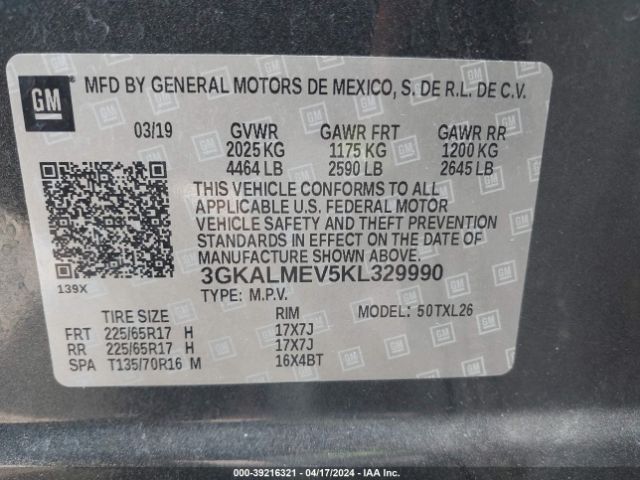 GM
MFD BY GENERAL MOTORS DE MEXICO, S. DE R.L. DE C.V.
03/19 GVWR GAWR FRT GAWR RR
2025 KG 1175 KG 1200 KG
4464 LB 2590 LB 2645 LB
THIS VEHICLE CONFORMS TO ALL
APPLICABLE U.S. FEDERAL MOTOR
VEHICLE SAFETY AND THEFT PREVENTION
STANDARDS IN EFFECT ON THE DATE OF
MANUFACTURE SHOWN ABOVE.
139X 3GKALMEV5KL329990
TYPE: M.P.V.
TIRE SIZE RIM MODEL: 50TXL26
FRT 225/65R17 H 17X7J
RR 225/65R17 H 17X7J
SPA T135/70R16 M 16X4BT
000-39216321 - 04/17/2024 - IAA Inc.